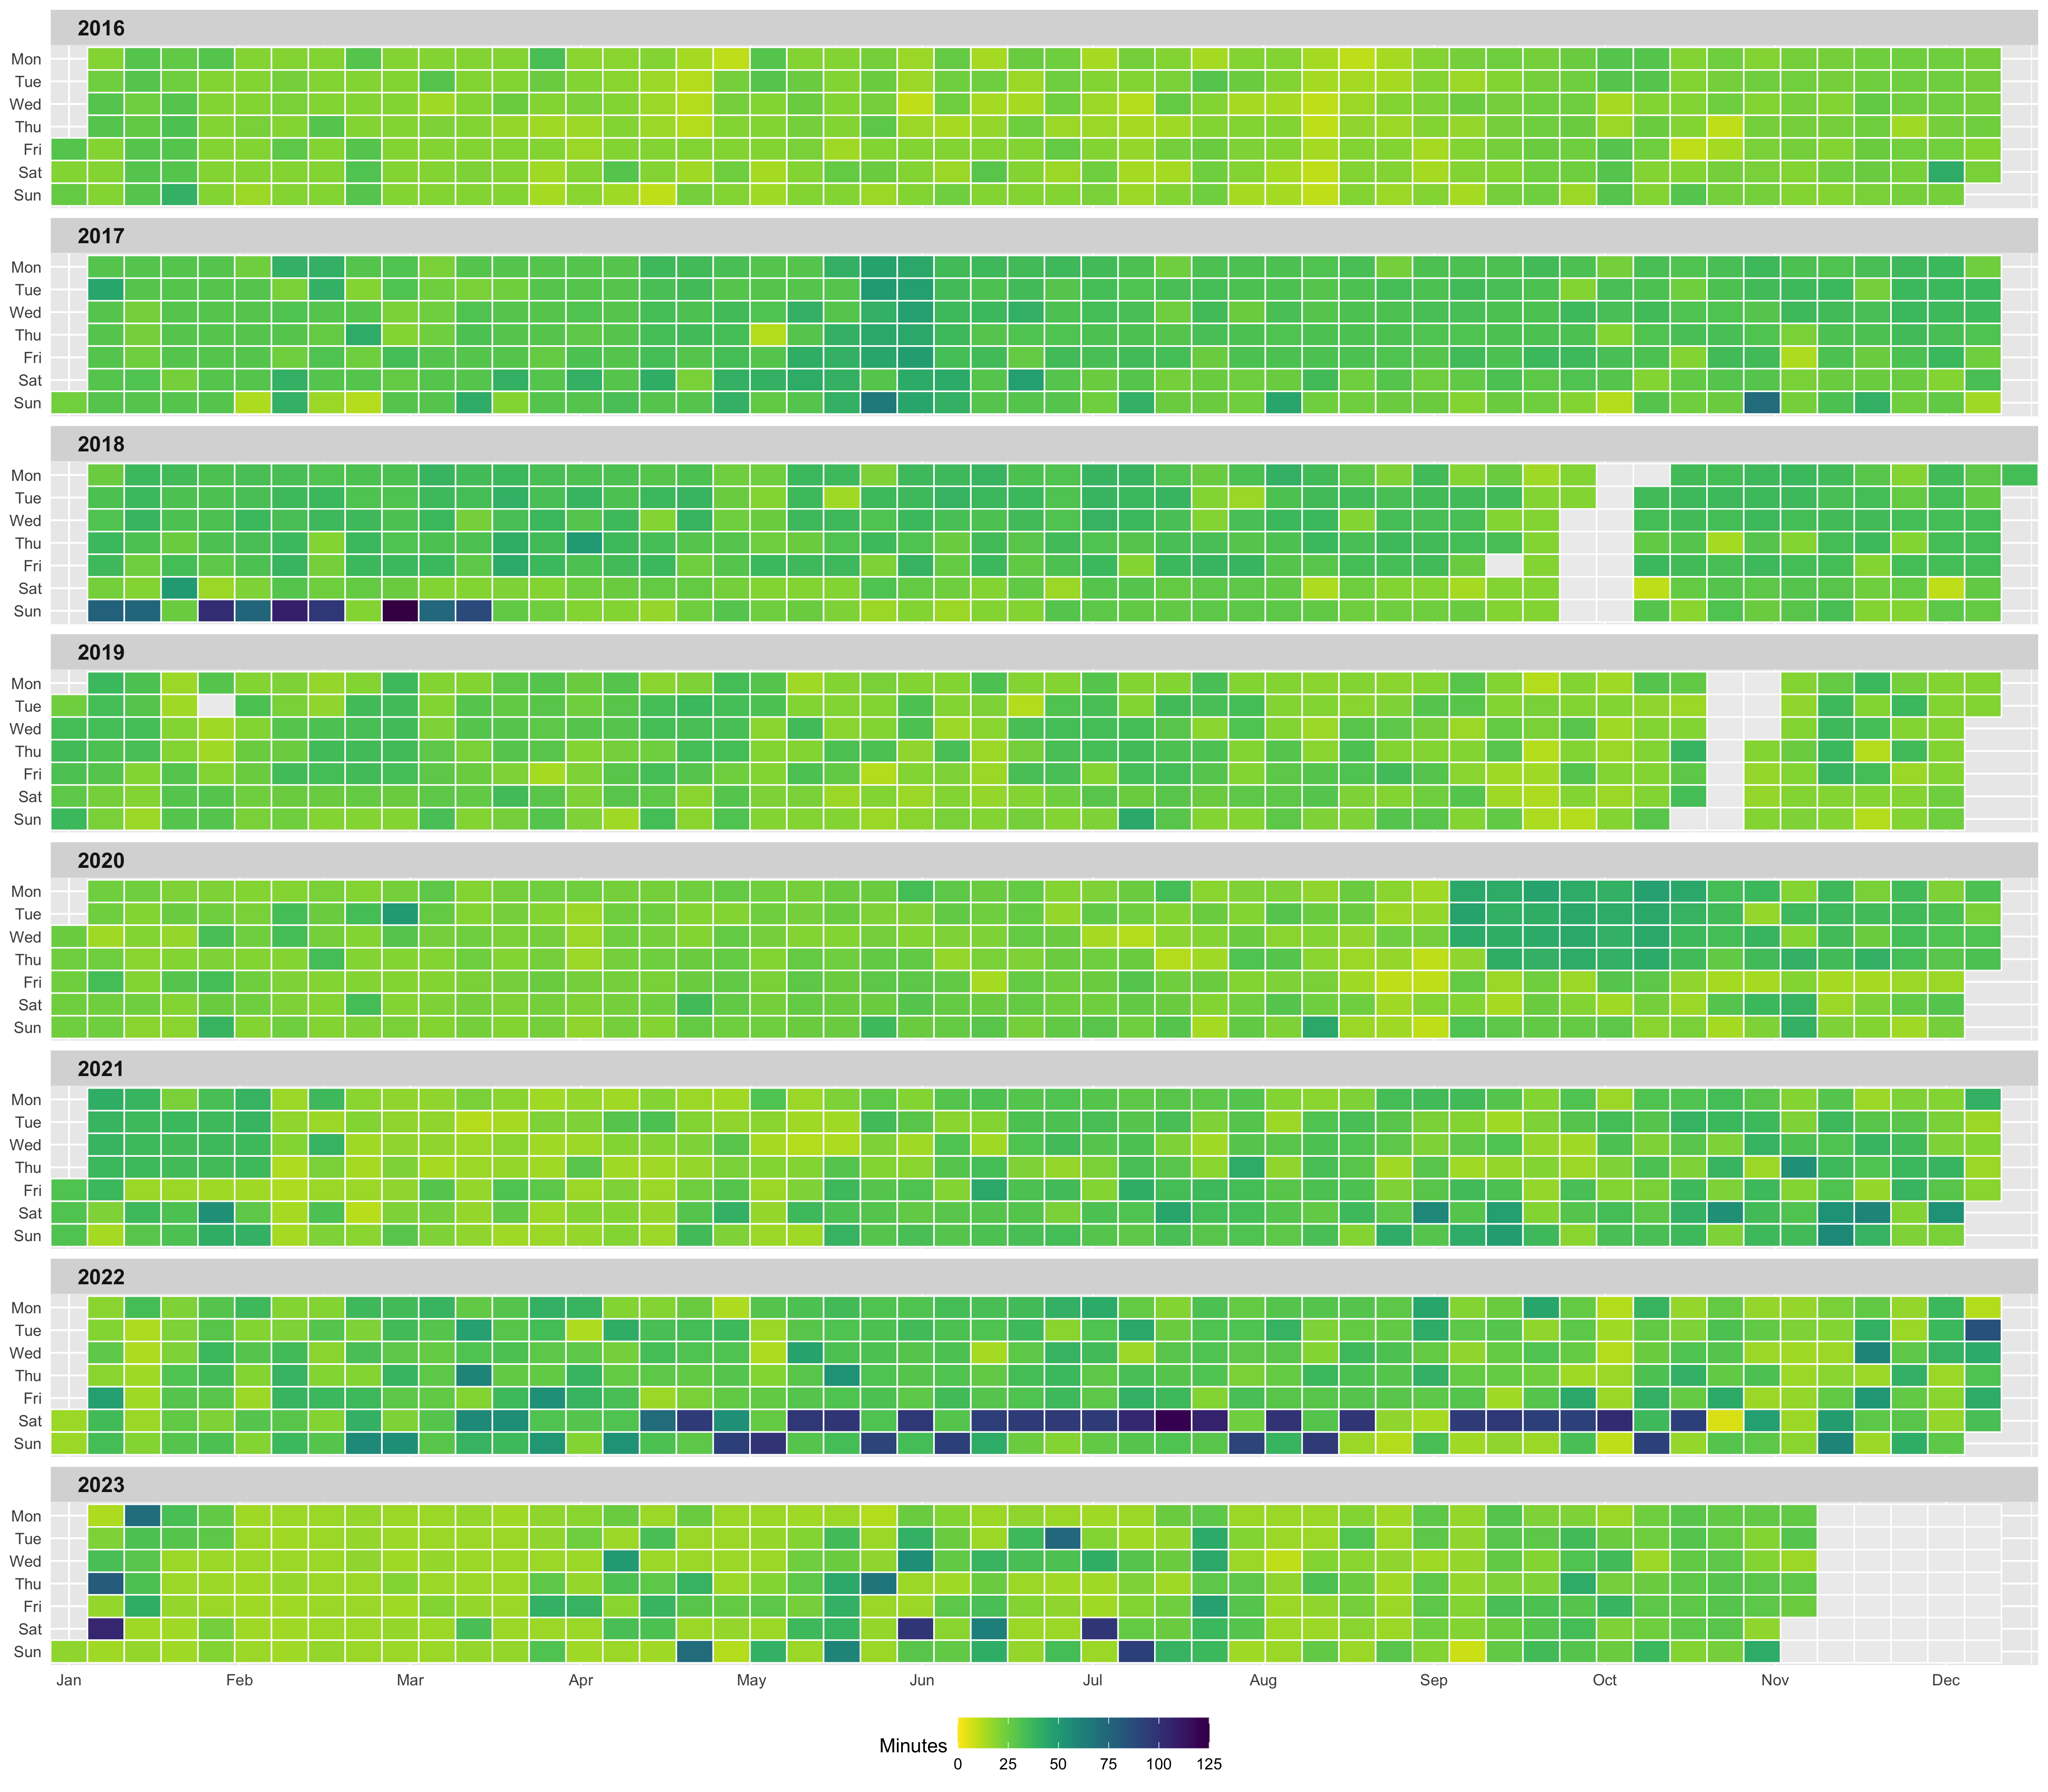 2016
Mon
Tue
Wed
Thu
Fri
Sat
Sun
2017
Mon
Tue
Wed
Thu
Fri
Sat
Sun
2018
Mon
Tue
Wed
Thu
Fri
Sat
Sun
2019
Mon
Tue
Wed
Thu
Fri
Sat
Sun
2020
Mon
Tue
Wed
Thu
Fri
Sat
Sun
2021
Mon
Tue
Wed
Thu
Fri
Sat
Sun
2022
Mon
Tue
Wed
Thu
Fri
Sat
Sun
2023
Mon
Tue
Wed
Thu
Fri
Sat
Sun
Jan Feb Mar Apr May Jun Jul Aug Sep Oct Nov Dec
Minutes
0 25 50 75 100 125